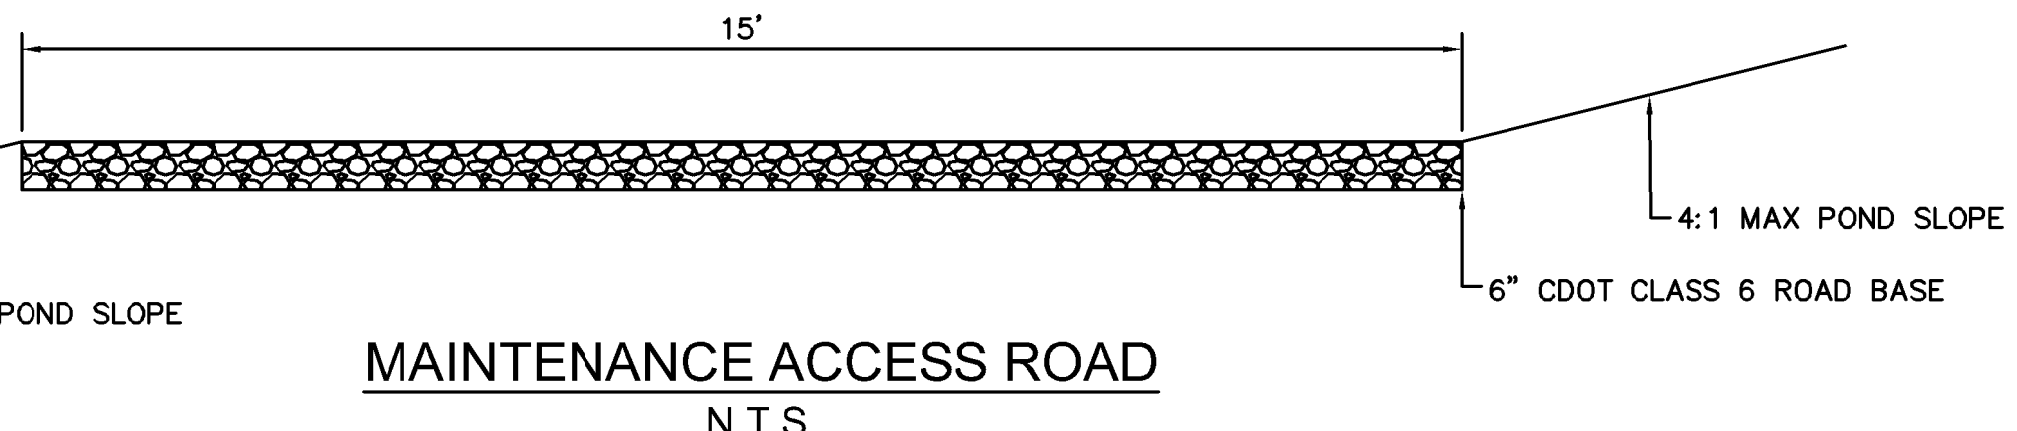 15'
4:1 MAX POND SLOPE
6" CDOT CLASS 6 ROAD BASE
POND SLOPE
MAINTENANCE ACCESS ROAD
N.T.S.